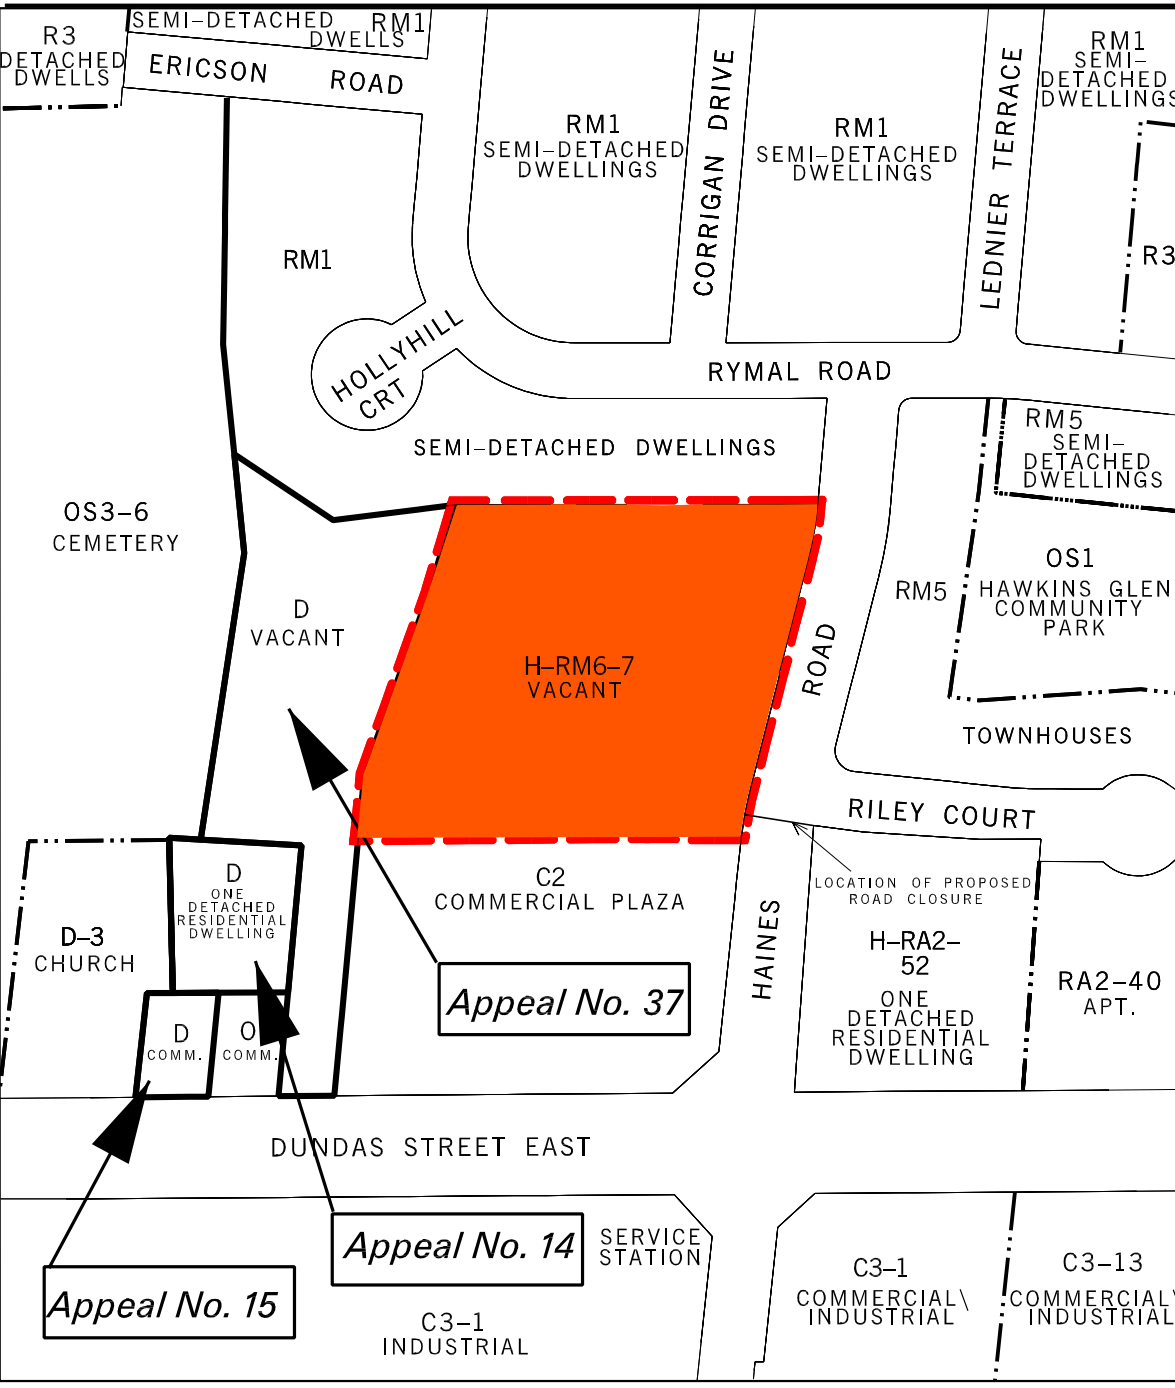 R3
DETACHED
DWELLS
SEMI–DETACHED RM1
DWELLS
ERICSON ROAD
RM1
SEMI–DETACHED
DWELLINGS
CORRIGAN DRIVE
RM1
SEMI–DETACHED
DWELLINGS
LEDNIER TERRACE
RM1
SEMI–
DETACHED
DWELLINGS
R3
RM1
HOLLYHILL
CRT
RYMAL ROAD
SEMI–DETACHED DWELLINGS
RM5
SEMI–
DETACHED
DWELLINGS
OS3–6
CEMETERY
D
VACANT
H–RM6–7
VACANT
ROAD
RM5
OS1
HAWKINS GLEN
COMMUNITY
PARK
TOWNHOUSES
RILEY COURT
LOCATION OF PROPOSED
ROAD CLOSURE
D
ONE
DETACHED
RESIDENTIAL
DWELLING
C2
COMMERCIAL PLAZA
D–3
CHURCH
HAINES
H–RA2–
52
ONE
DETACHED
RESIDENTIAL
DWELLING
RA2–40
APT.
Appeal No. 37
D
COMM.
O
COMM.
DUNDAS STREET EAST
Appeal No. 14
SERVICE
STATION
Appeal No. 15
C3–1
INDUSTRIAL
C3–1
COMMERCIAL\
INDUSTRIAL
C3–13
COMMERCIAL\
INDUSTRIAL